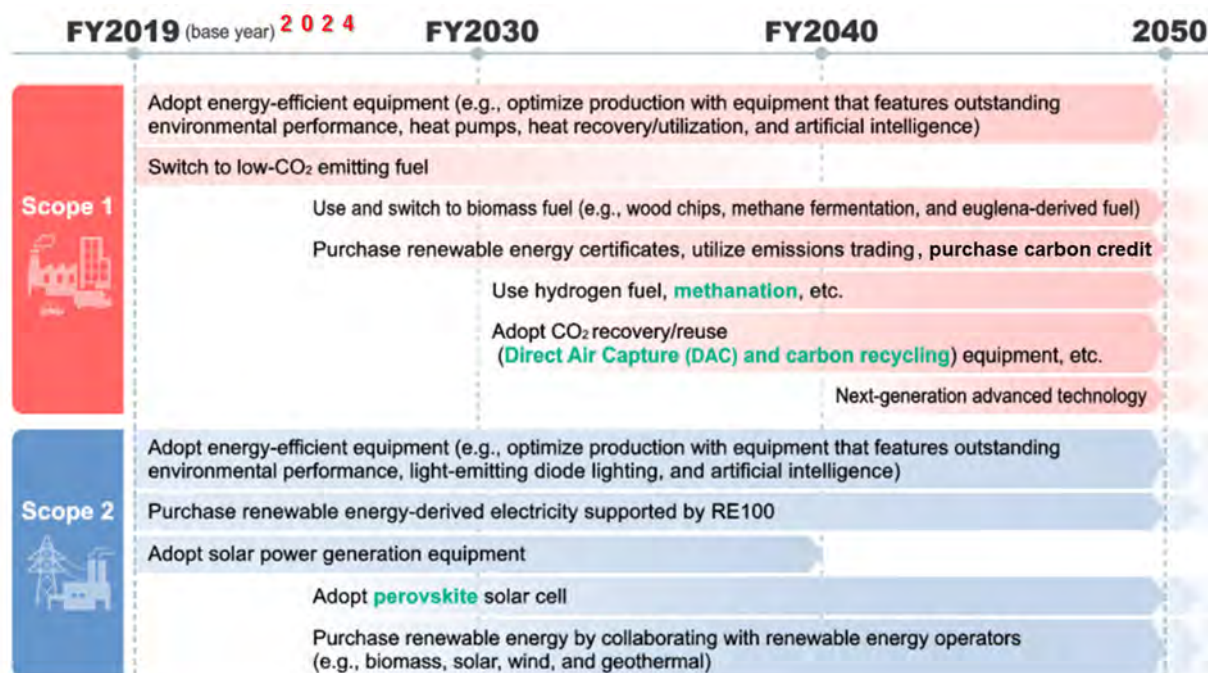 FY2019 (base year) 2024 FY2030 FY2040 2050
Scope 1
Adopt energy-efficient equipment (e.g., optimize production with equipment that features outstanding
environmental performance, heat pumps, heat recovery/utilization, and artificial intelligence)
Switch to low-CO₂ emitting fuel
Use and switch to biomass fuel (e.g., wood chips, methane fermentation, and euglena-derived fuel)
Purchase renewable energy certificates, utilize emissions trading, purchase carbon credit
Use hydrogen fuel, methanation, etc.
Adopt CO₂ recovery/reuse
(Direct Air Capture (DAC) and carbon recycling) equipment, etc.
Next-generation advanced technology
Scope 2
Adopt energy-efficient equipment (e.g., optimize production with equipment that features outstanding
environmental performance, light-emitting diode lighting, and artificial intelligence)
Purchase renewable energy-derived electricity supported by RE100
Adopt solar power generation equipment
Adopt perovskite solar cell
Purchase renewable energy by collaborating with renewable energy operators
(e.g., biomass, solar, wind, and geothermal)